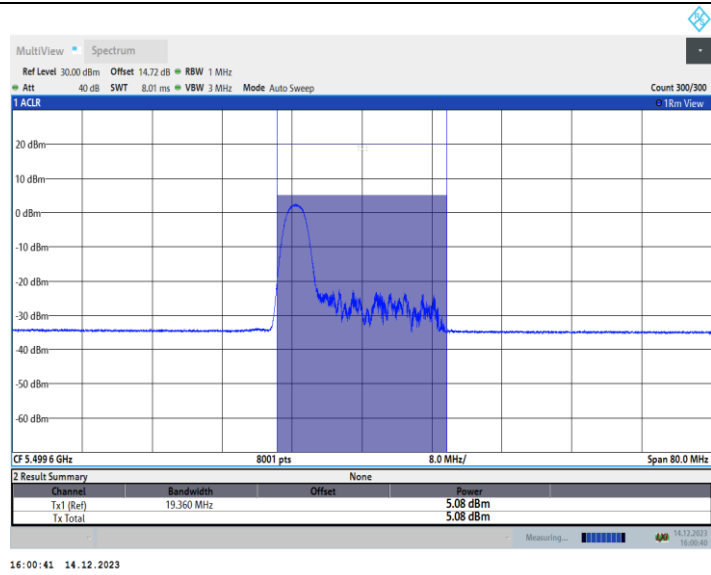 MultiView Spectrum
Ref Level 30.00 dBm Offset 14.72 dB RBW 1 MHz
Att 40 dB SWT 8.01 ms VBW 3 MHz Mode Auto Sweep Count 300/300
1 ACLR 1Rm View
20 dBm
10 dBm
0 dBm
-10 dBm
-20 dBm
-30 dBm
-40 dBm
-50 dBm
-60 dBm
CF 5.4996 GHz 8001 pts 8.0 MHz/ Span 80.0 MHz
2 Result Summary None
Channel Bandwidth Offset Power
Tx1 (Ref) 19.360 MHz 5.08 dBm
Tx Total 5.08 dBm
Measuring... 14.12.2023
16:00:40
16:00:41 14.12.2023